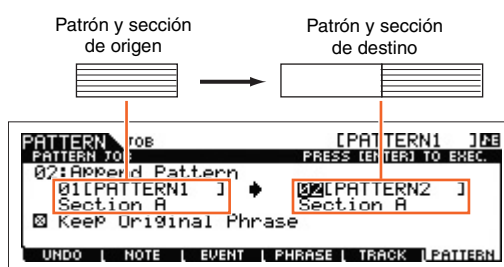 Patrón y sección
de origen
Patrón y sección
de destino
PATTERN JOB [PATTERN1 ]
PATTERN JOB PRESS [ENTER] TO EXEC.
02:Append Pattern
01[PATTERN1 ] 02[PATTERN2 ]
Section A Section A
Keep Original Phrase
UNDO NOTE EVENT PHRASE TRACK PATTERN